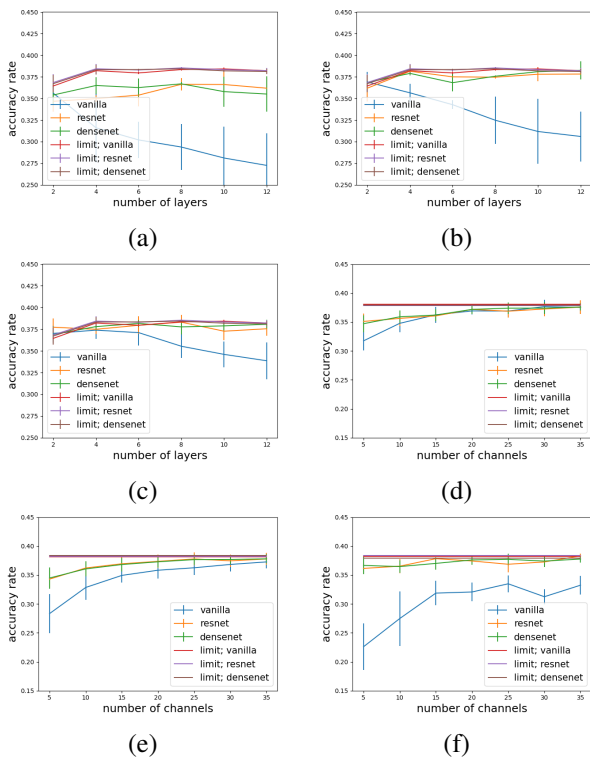 0.450
0.425
0.400
0.375
0.350
0.325
0.300
0.275
0.250
accuracy rate
vanilla
resnet
densenet
limit; vanilla
limit; resnet
limit; densenet
2 4 6 8 10 12
number of layers
(a)
0.450
0.425
0.400
0.375
0.350
0.325
0.300
0.275
0.250
accuracy rate
vanilla
resnet
densenet
limit; vanilla
limit; resnet
limit; densenet
2 4 6 8 10 12
number of layers
(b)
0.450
0.425
0.400
0.375
0.350
0.325
0.300
0.275
0.250
accuracy rate
vanilla
resnet
densenet
limit; vanilla
limit; resnet
limit; densenet
2 4 6 8 10 12
number of layers
(c)
0.45
0.40
0.35
0.30
0.25
0.20
0.15
accuracy rate
vanilla
resnet
densenet
limit; vanilla
limit; resnet
limit; densenet
5 10 15 20 25 30 35
number of channels
(d)
0.45
0.40
0.35
0.30
0.25
0.20
0.15
accuracy rate
vanilla
resnet
densenet
limit; vanilla
limit; resnet
limit; densenet
5 10 15 20 25 30 35
number of channels
(e)
0.45
0.40
0.35
0.30
0.25
0.20
0.15
accuracy rate
vanilla
resnet
densenet
limit; vanilla
limit; resnet
limit; densenet
5 10 15 20 25 30 35
number of channels
(f)